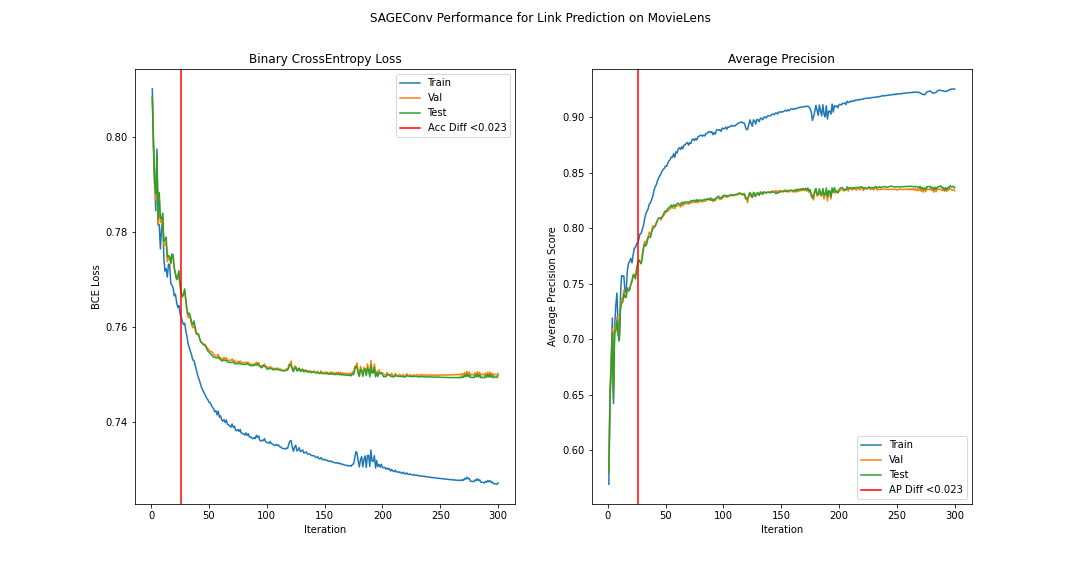 SAGEConv Performance for Link Prediction on MovieLens
Binary CrossEntropy Loss
Train
Val
Test
Acc Diff <0.023
BCE Loss
0.80
0.78
0.76
0.74
0 50 100 150 200 250 300
Iteration
Average Precision
Average Precision Score
0.90
0.85
0.80
0.75
0.70
0.65
0.60
Train
Val
Test
AP Diff <0.023
0 50 100 150 200 250 300
Iteration